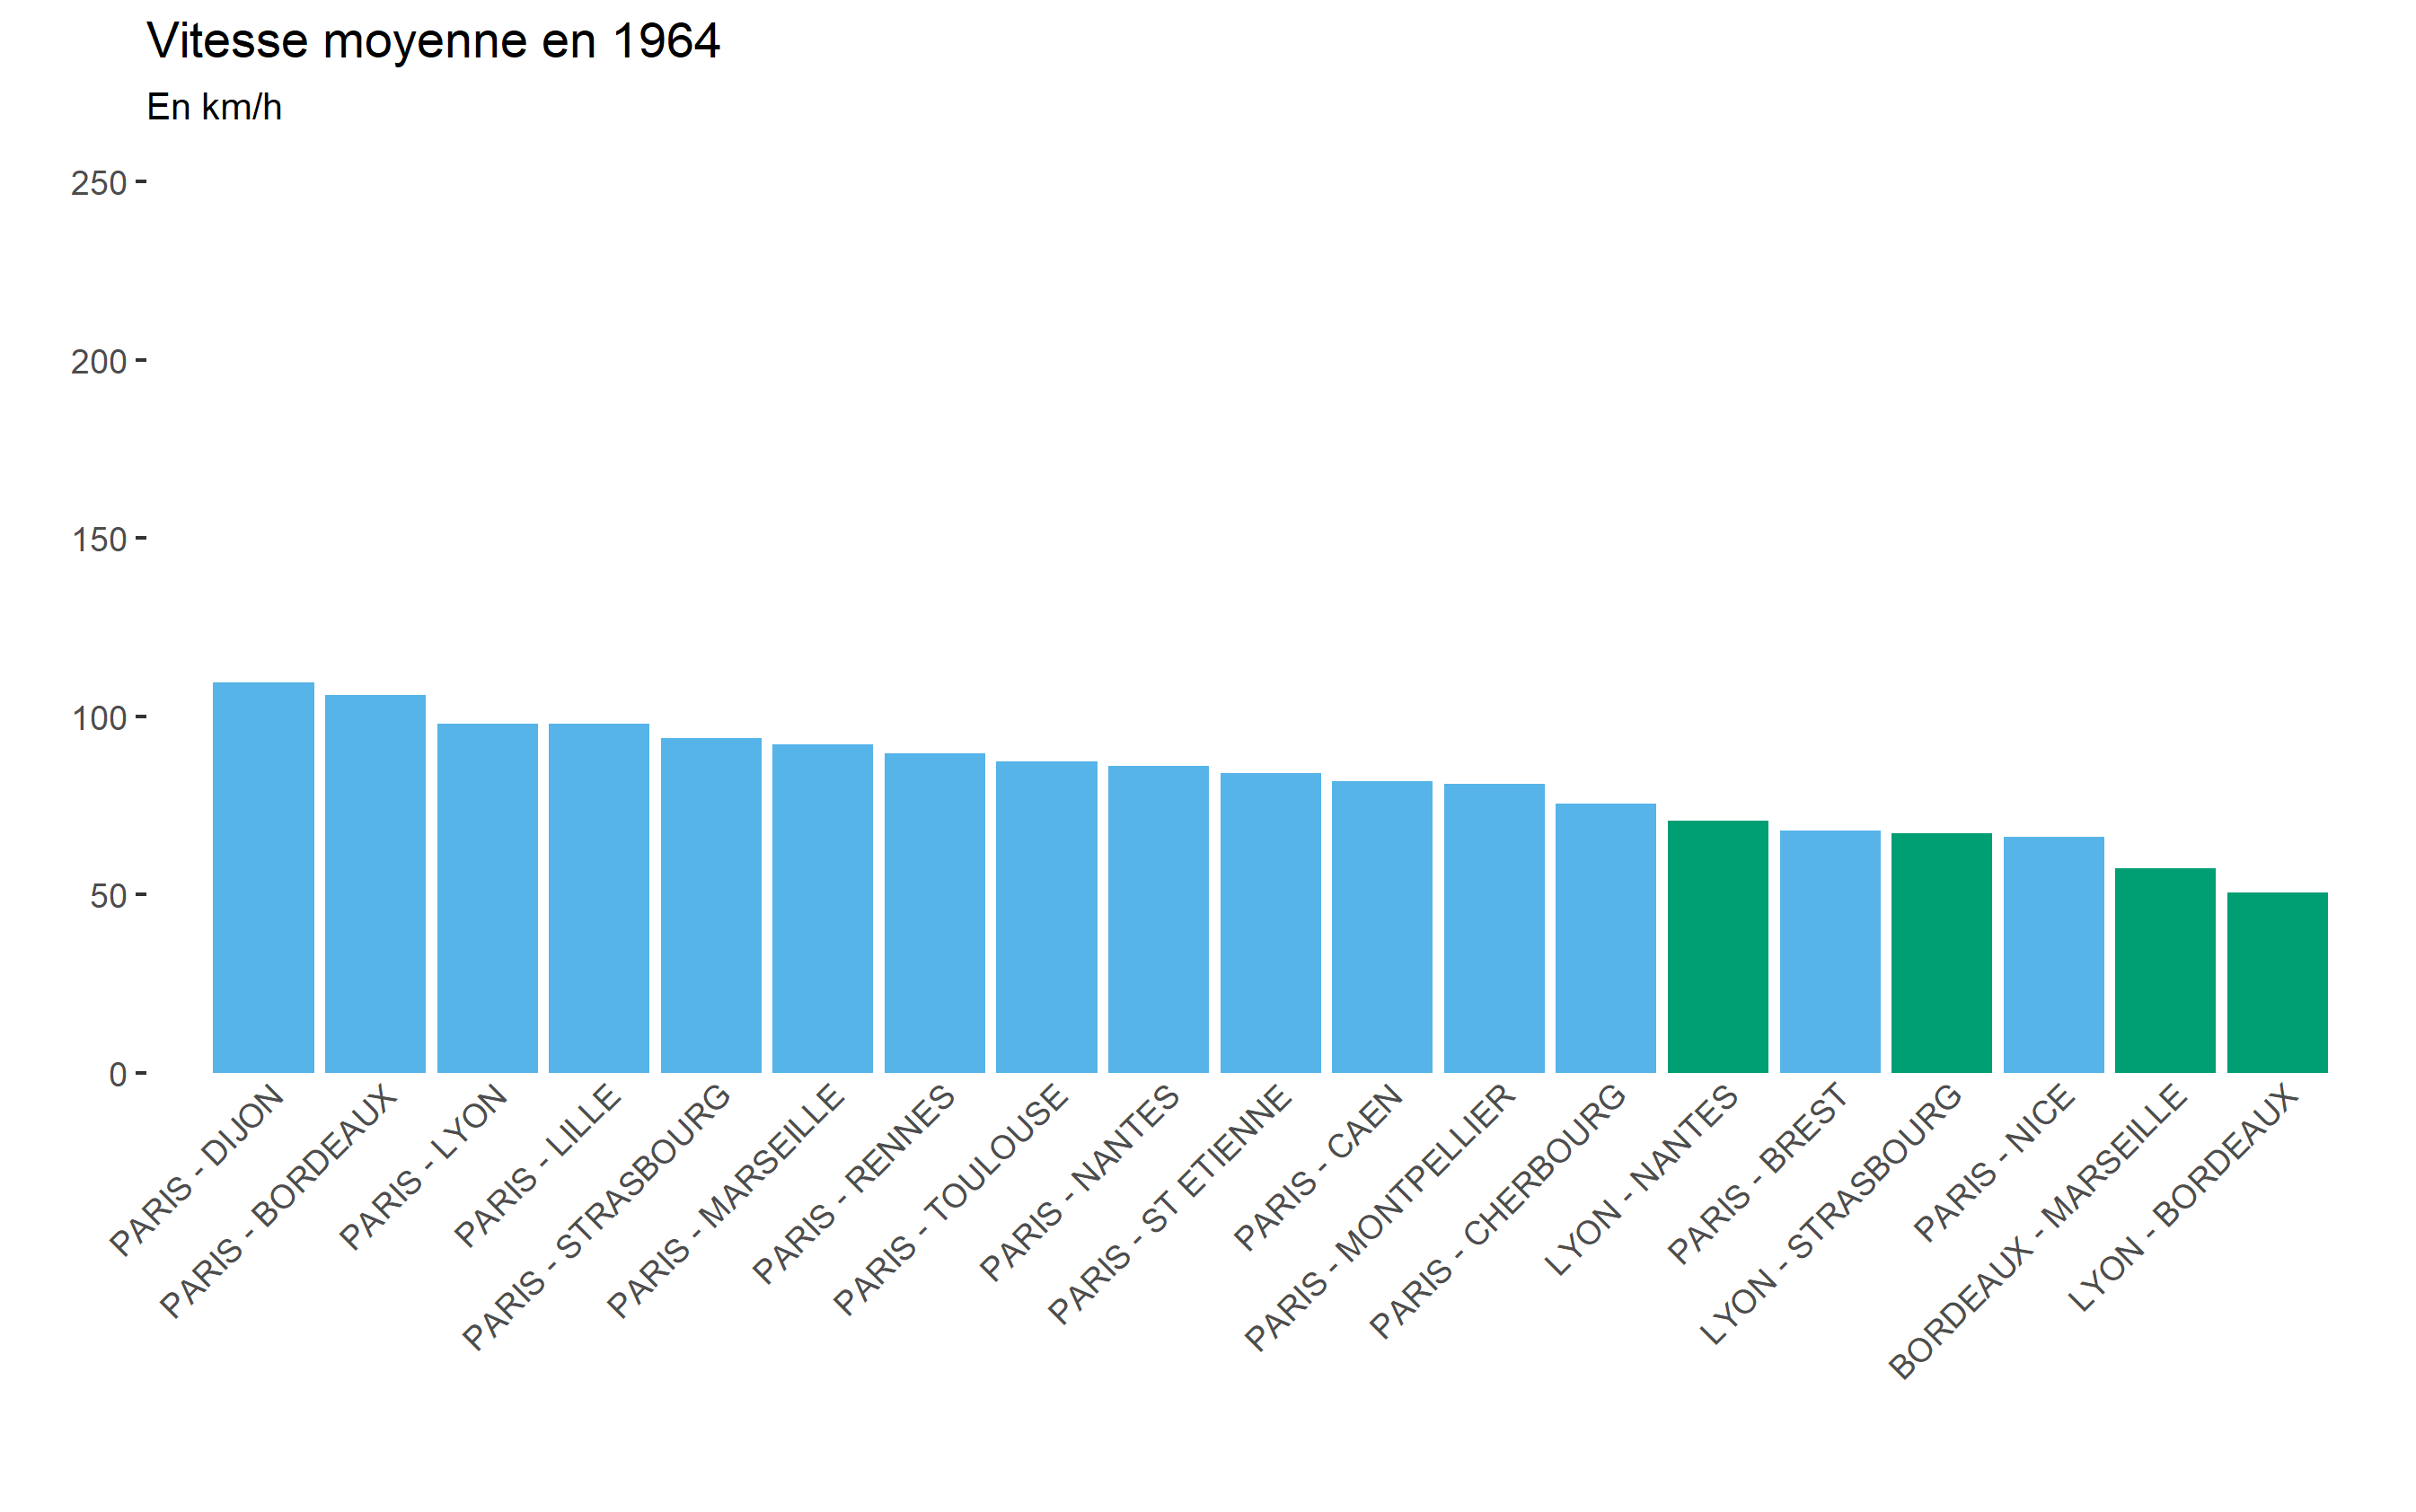 Vitesse moyenne en 1964
En km/h
250
200
150
100
50
0
PARIS - DIJON
PARIS - BORDEAUX
PARIS - LYON
PARIS - LILLE
PARIS - STRASBOURG
PARIS - MARSEILLE
PARIS - RENNES
PARIS - TOULOUSE
PARIS - NANTES
PARIS - ST ETIENNE
PARIS - CAEN
PARIS - MONTPELLIER
PARIS - CHERBOURG
LYON - NANTES
PARIS - BREST
LYON - STRASBOURG
PARIS - NICE
BORDEAUX - MARSEILLE
LYON - BORDEAUX